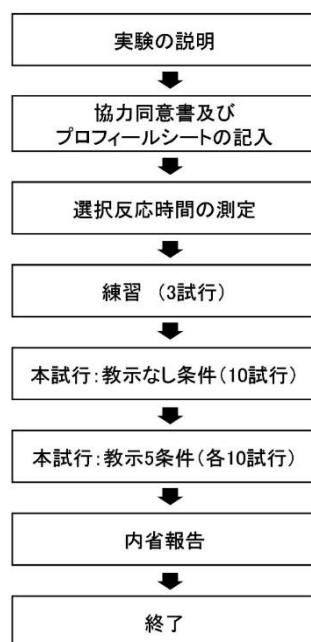 実験の説明
協力同意書及び
プロフィールシートの記入
選択反応時間の測定
練習 (3試行)
本試行:教示なし条件(10試行)
本試行:教示5条件(各10試行)
内省報告
終了